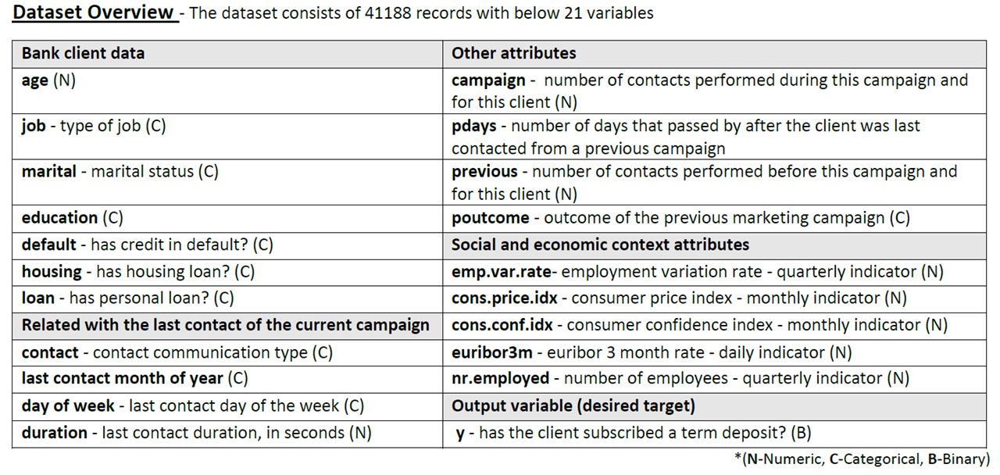 Dataset Overview - The dataset consists of 41188 records with below 21 variables
Bank client data
Other attributes
age (N)
campaign - number of contacts performed during this campaign and
for this client (N)
job - type of job (C)
pdays - number of days that passed by after the client was last
contacted from a previous campaign
marital - marital status (C)
previous - number of contacts performed before this campaign and
for this client (N)
education (C)
poutcome - outcome of the previous marketing campaign (C)
default - has credit in default? (C)
Social and economic context attributes
housing - has housing loan? (C)
emp.var.rate- employment variation rate - quarterly indicator (N)
loan - has personal loan? (C)
cons.price.idx - consumer price index - monthly indicator (N)
Related with the last contact of the current campaign
cons.conf.idx - consumer confidence index - monthly indicator (N)
contact - contact communication type (C)
euribor3m - euribor 3 month rate - daily indicator (N)
last contact month of year (C)
nr.employed - number of employees - quarterly indicator (N)
day of week - last contact day of the week (C)
Output variable (desired target)
duration - last contact duration, in seconds (N)
y - has the client subscribed a term deposit? (B)
*(N-Numeric, C-Categorical, B-Binary)